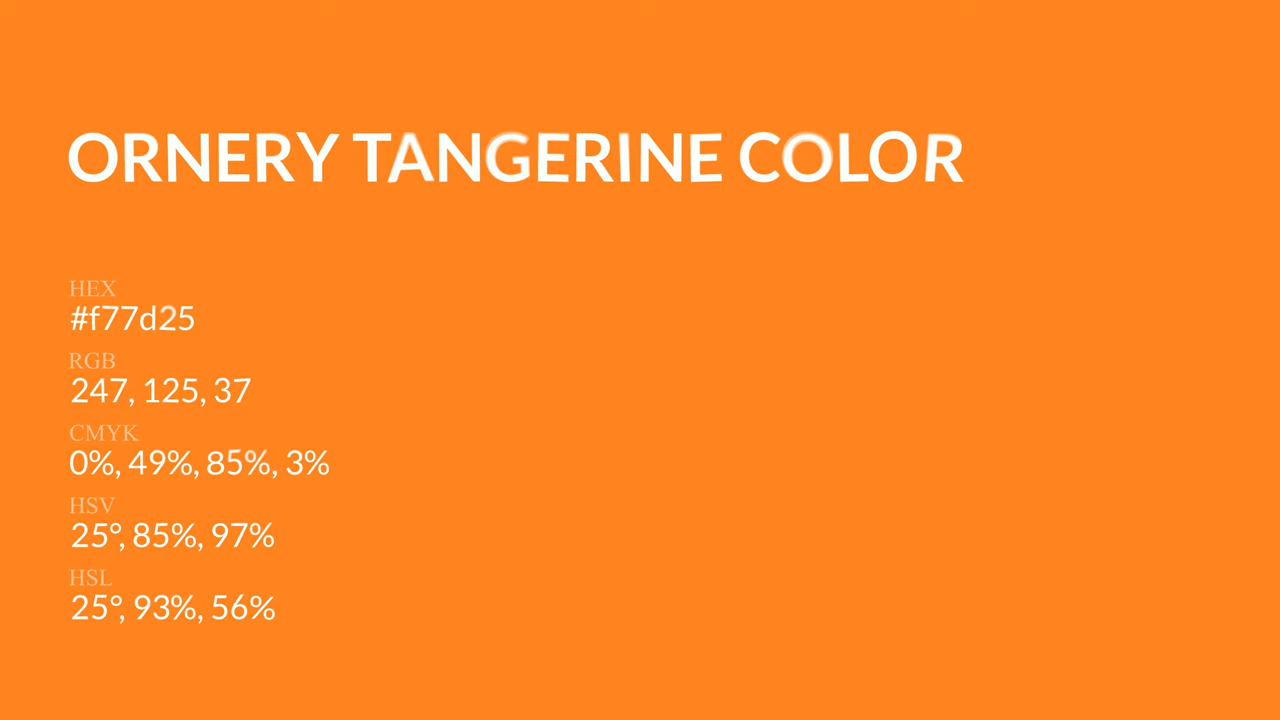 ORNERY TANGERINE COLOR
HEX
#f77d25
RGB
247, 125, 37
CMYK
0%, 49%, 85%, 3%
HSV
25°, 85%, 97%
HSL
25°, 93%, 56%